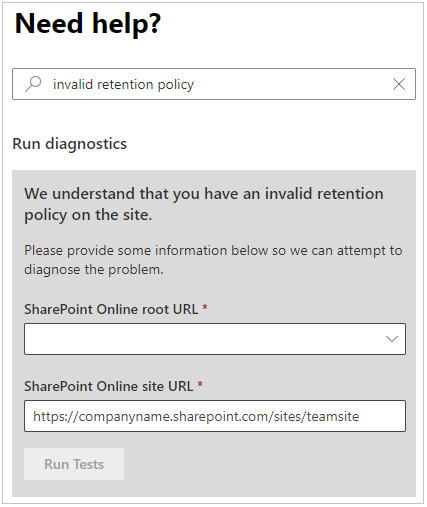 Need help?
invalid retention policy
Run diagnostics
We understand that you have an invalid retention
policy on the site.
Please provide some information below so we can attempt to
diagnose the problem.
SharePoint Online root URL *
SharePoint Online site URL *
https://companyname.sharepoint.com/sites/teamsite
Run Tests